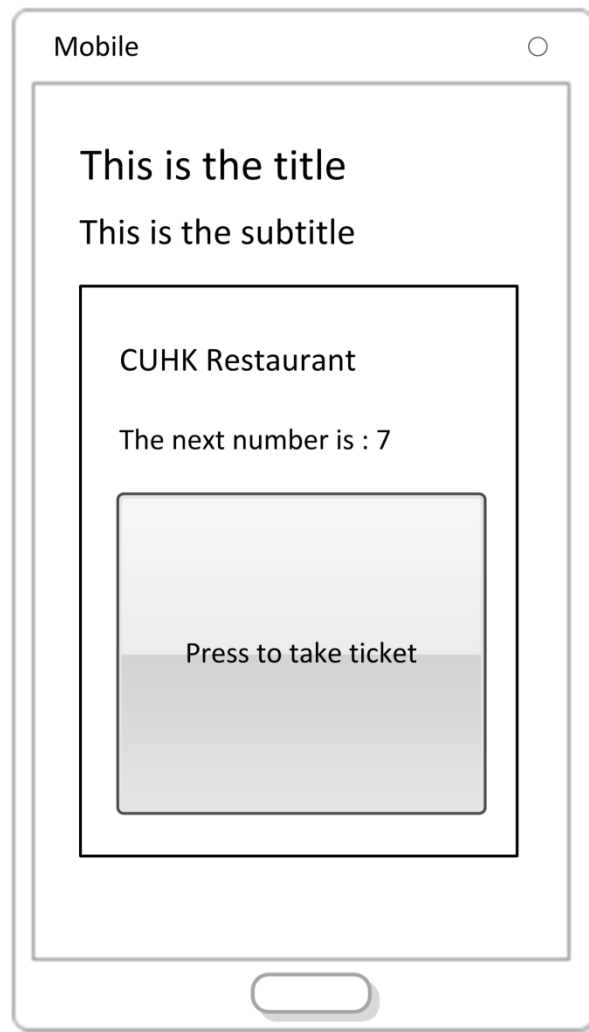 Mobile
This is the title
This is the subtitle
CUHK Restaurant
The next number is : 7
Press to take ticket